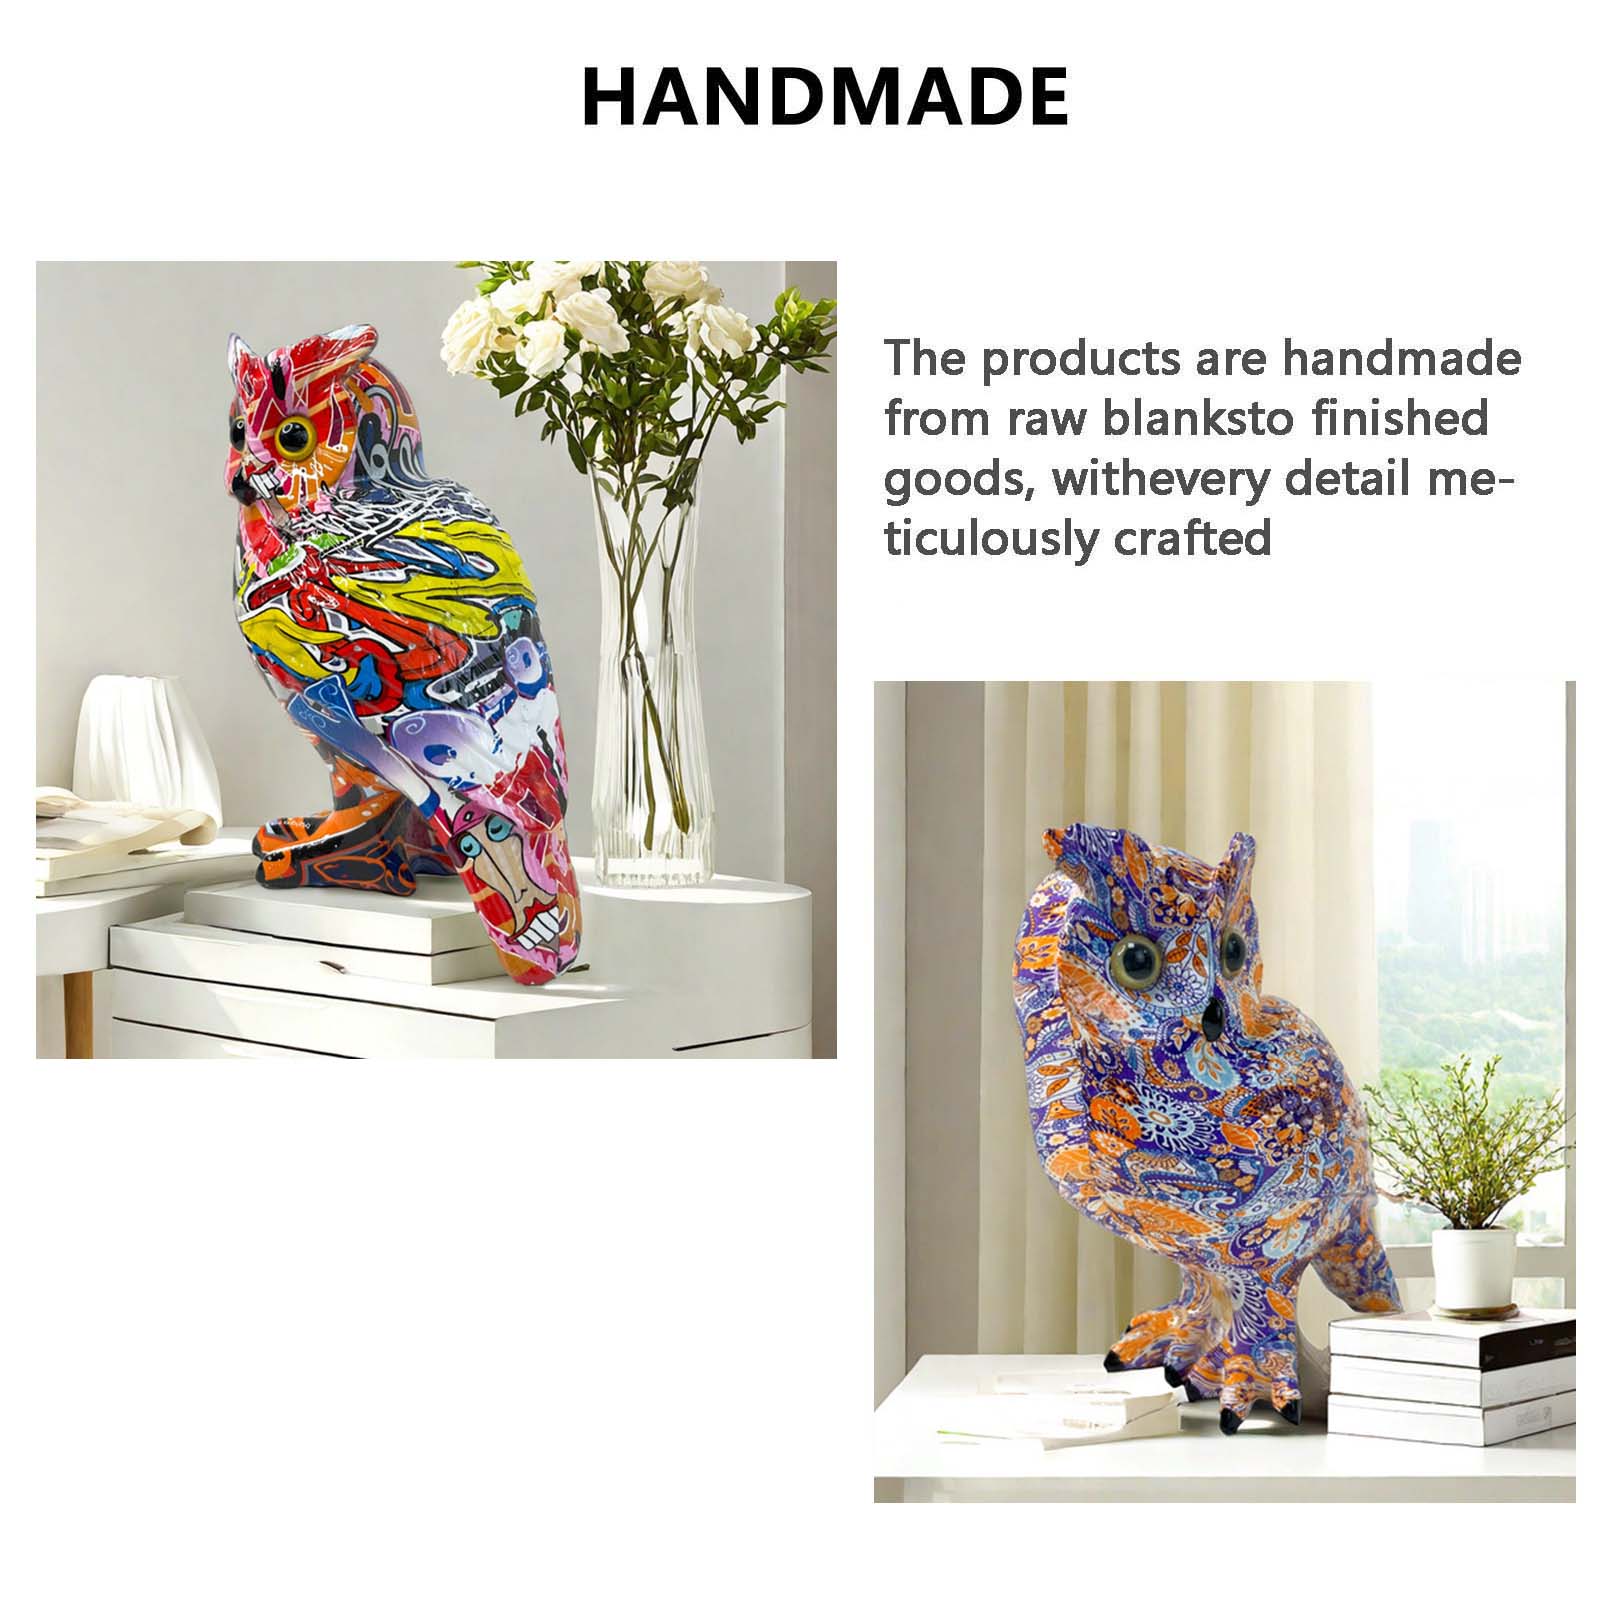 HANDMADE
The products are handmade
from raw blanksto finished
goods, withevery detail me-
ticulously crafted